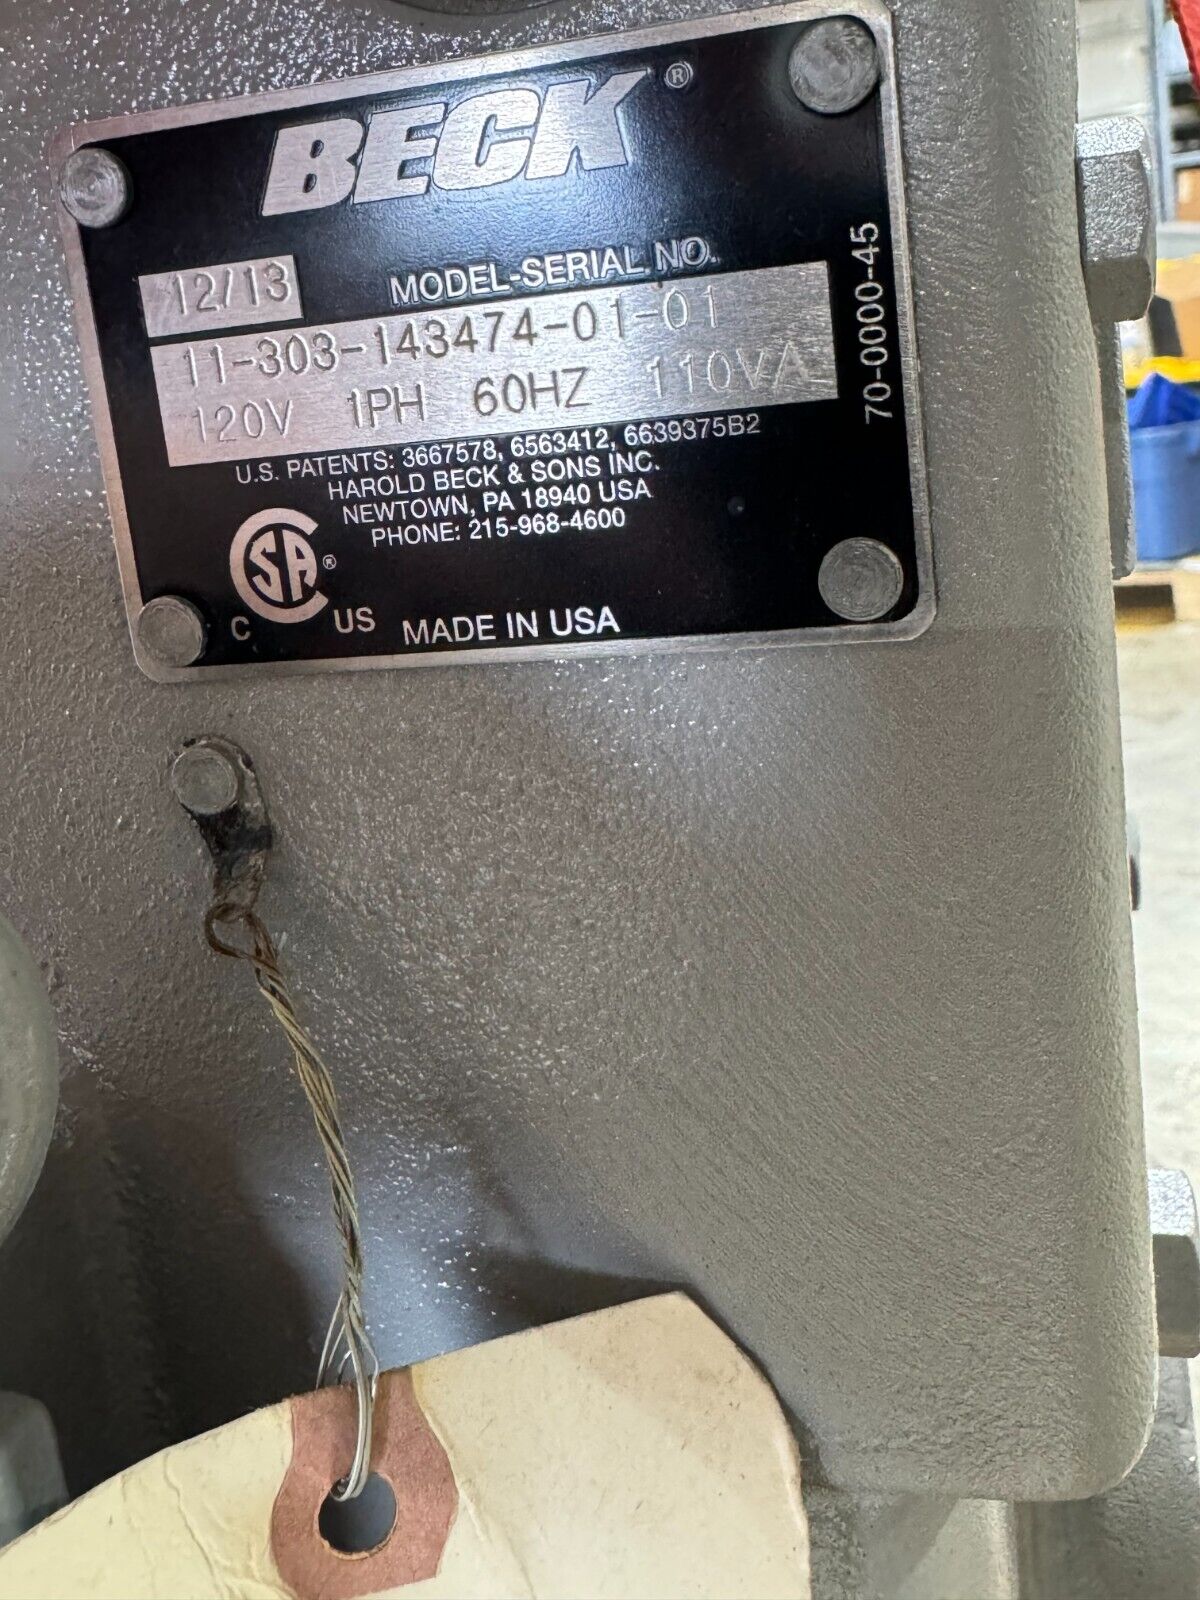 BECK®
12/13
MODEL-SERIAL NO.
11-303-143474-01-01
120V 1PH 60HZ 110VA
U.S. PATENTS: 3667578, 6563412, 6639375B2
HAROLD BECK & SONS INC.
NEWTOWN, PA 18940 USA
PHONE: 215-968-4600
C CSA® US
MADE IN USA
70-0000-45